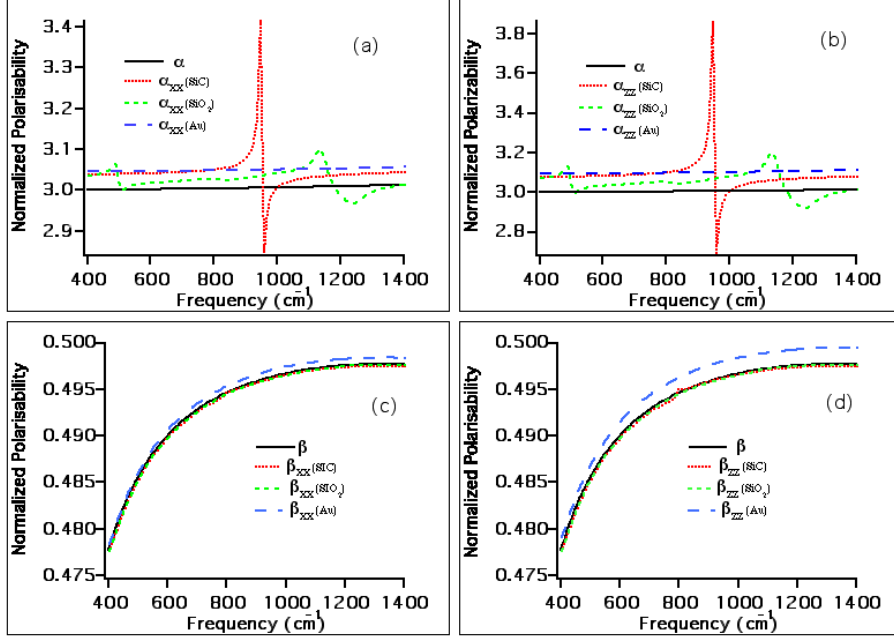 (a)
Normalized Polarisability
3.4
3.3
3.2
3.1
3.0
2.9
α
αxx(SiC)
αxx(SiO2)
αxx(Au)
400 600 800 1000 1200 1400
Frequency (cm-1)
(b)
Normalized Polarizability
3.8
3.6
3.4
3.2
3.0
2.8
α
αzz(SiC)
αzz(SiO2)
αzz(Au)
400 600 800 1000 1200 1400
Frequency (cm-1)
(c)
Normalized Polarisability
0.500
0.495
0.490
0.485
0.480
0.475
β
βxx(SIC)
βxx(SIO2)
βxx(Au)
400 600 800 1000 1200 1400
Frequency (cm-1)
(d)
Normalized Polarisability
0.500
0.495
0.490
0.485
0.480
0.475
β
βzz(SiC)
βzz(SiO2)
βzz(Au)
400 600 800 1000 1200 1400
Frequency (cm-1)